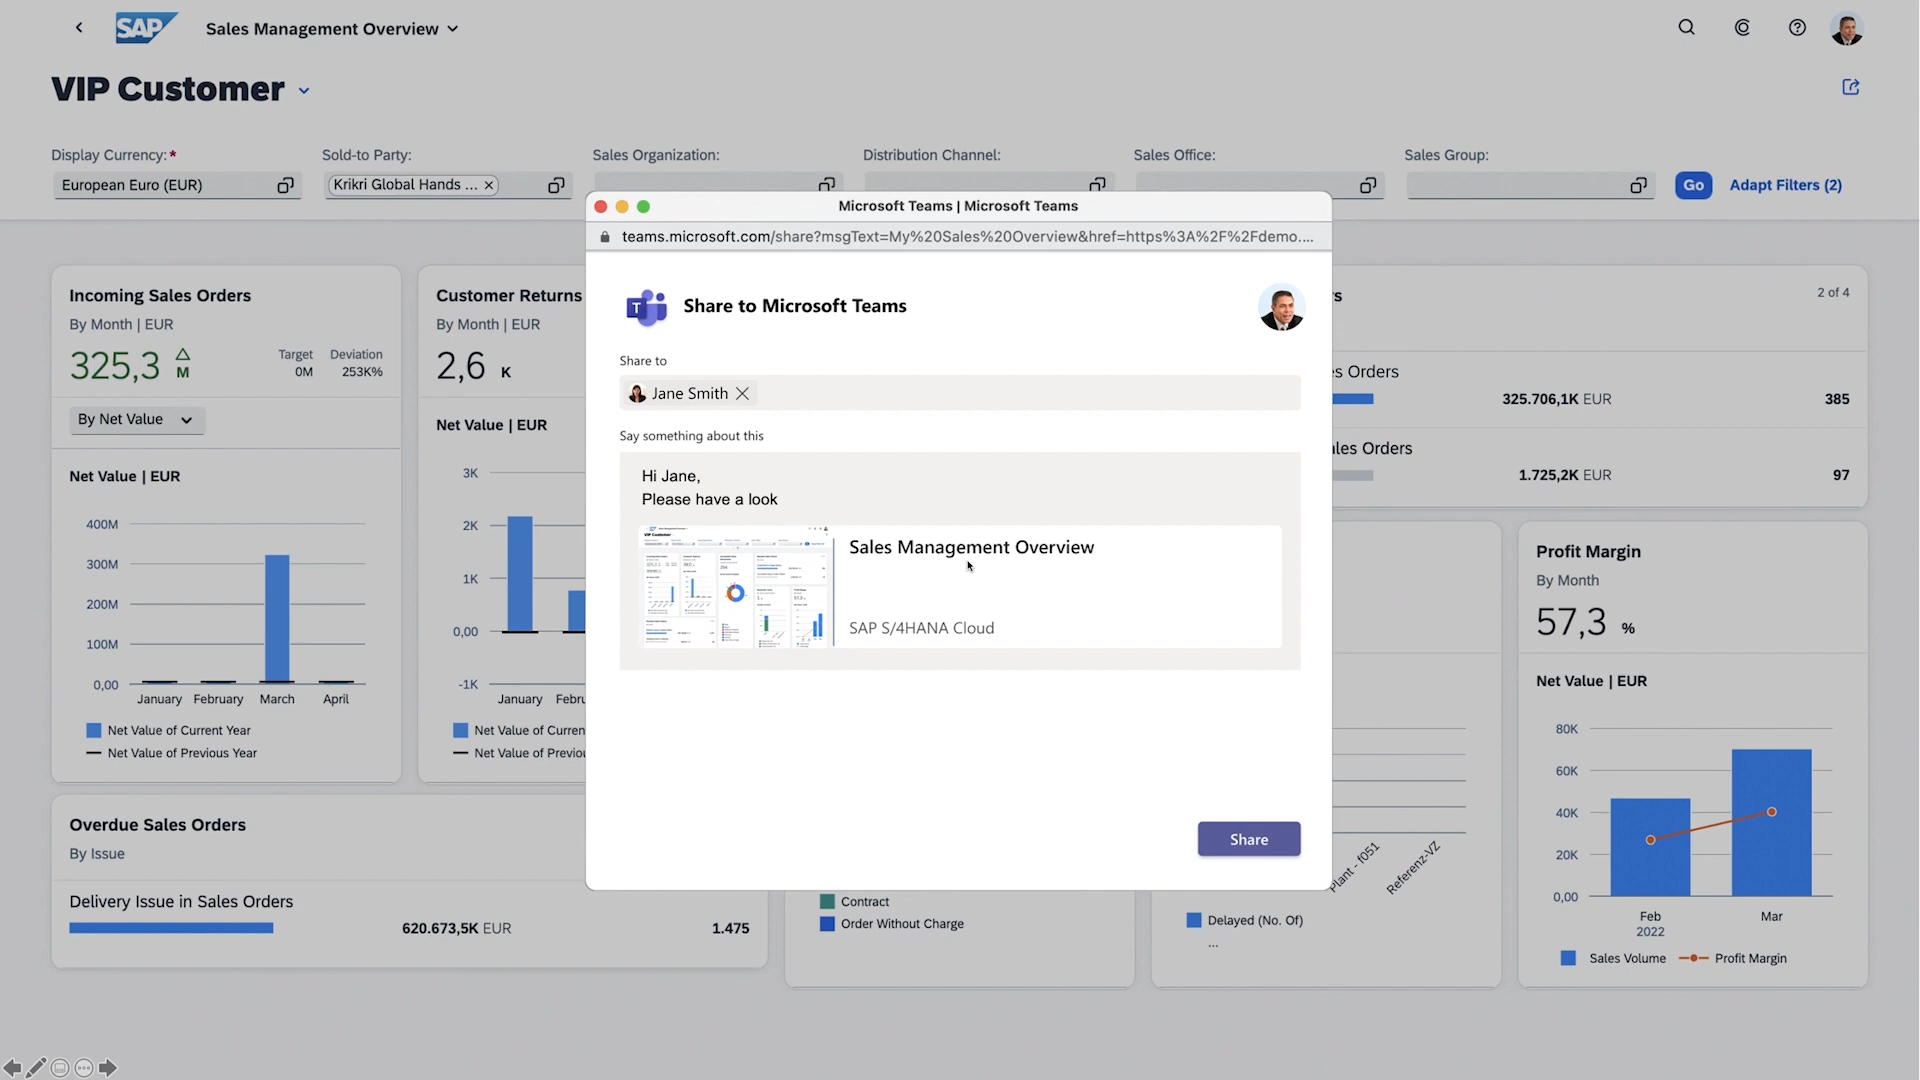 SAP
Sales Management Overview
VIP Customer
Display Currency:*
Sold-to Party:
Sales Organization:
Distribution Channel:
Sales Office:
Sales Group:
European Euro (EUR)
Krikri Global Hands ...
Go
Adapt Filters (2)
Microsoft Teams | Microsoft Teams
teams.microsoft.com/share?msgText=My%20Sales%20Overview&href=https%3A%2F%2Fdemo....
Share to Microsoft Teams
Share to
Jane Smith
Say something about this
Hi Jane,
Please have a look
VIP Customer
Sales Management Overview
SAP S/4HANA Cloud
Share
Incoming Sales Orders
By Month | EUR
325,3 M
Target
0M
Deviation
253K%
By Net Value
Net Value | EUR
400M
300M
200M
100M
0,00
January February March April
Net Value of Current Year
Net Value of Previous Year
Customer Returns
By Month | EUR
2,6 K
Net Value | EUR
3K
2K
1K
0,00
-1K
January Febru
Net Value of Curren
Net Value of Previou
s
2 of 4
es Orders
325.706,1K EUR
385
ales Orders
1.725,2K EUR
97
Overdue Sales Orders
By Issue
Delivery Issue in Sales Orders
620.673,5K EUR
1.475
Contract
Order Without Charge
Plant - f051
Referenz-VZ
Delayed (No. Of)
...
Profit Margin
By Month
57,3 %
Net Value | EUR
80K
60K
40K
20K
0,00
Feb
2022
Mar
Sales Volume
Profit Margin